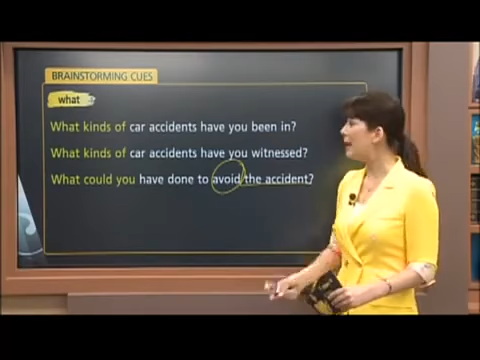 BRAINSTORMING CUES
what
What kinds of car accidents have you been in?
What kinds of car accidents have you witnessed?
What could you have done to avoid the accident?